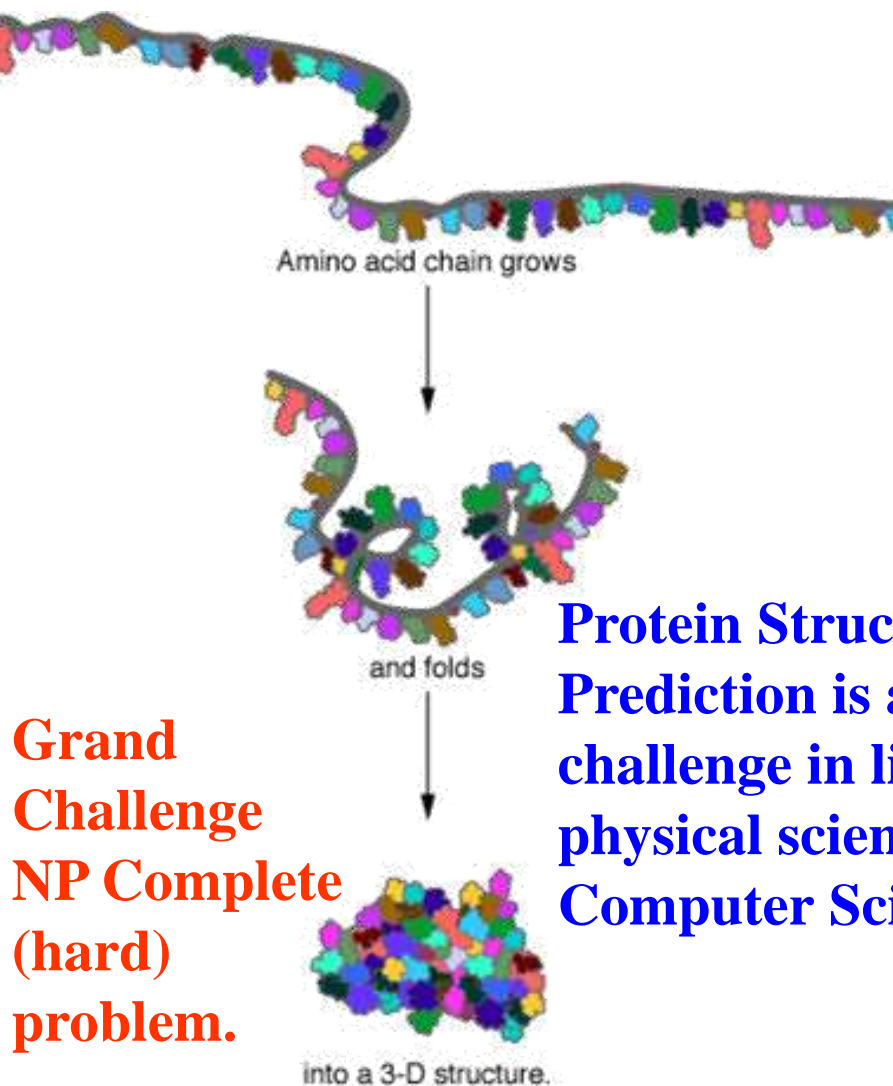 Amino acid chain grows
and folds
Protein Struc
Prediction is a
challenge in li
physical scien
Computer Sci
Grand
Challenge
NP Complete
(hard)
problem.
into a 3-D structure.